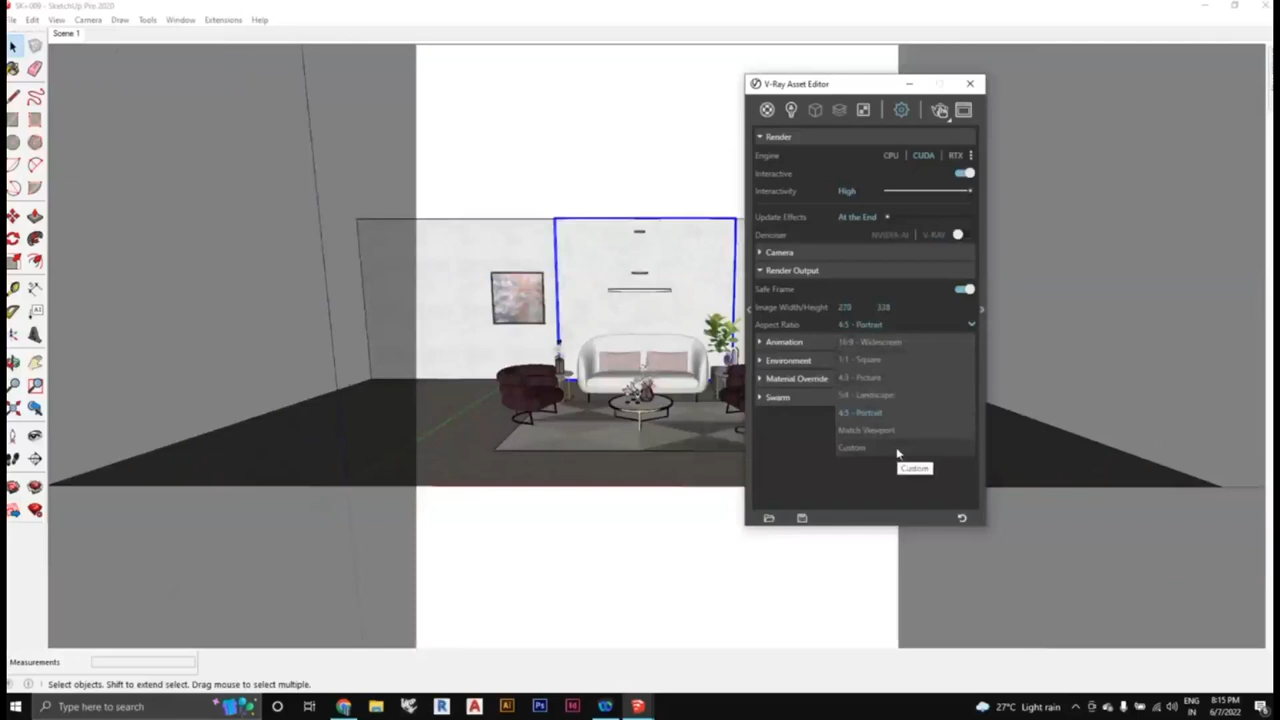 SK+009 - SketchUp Pro 2020
File Edit View Camera Draw Tools Window Extensions Help
Scene 1
V-Ray Asset Editor
Render
Engine CPU | CUDA | RTX
Interactive
Interactivity High
Update Effects At the End
Denoiser NVIDIA AI | V-RAY
Camera
Render Output
Safe Frame
Image Width/Height 270 338
Aspect Ratio 4:5 - Portrait
Animation
16:9 - Widescreen
1:1 - Square
Environment
4:3 - Picture
Material Override
5:4 - Landscape
Swarm
4:5 - Portrait
Match Viewport
Custom
Custom
Measurements
Select objects. Shift to extend select. Drag mouse to select multiple.
Type here to search
27°C Light rain
ENG
IN
8:15 PM
6/7/2022